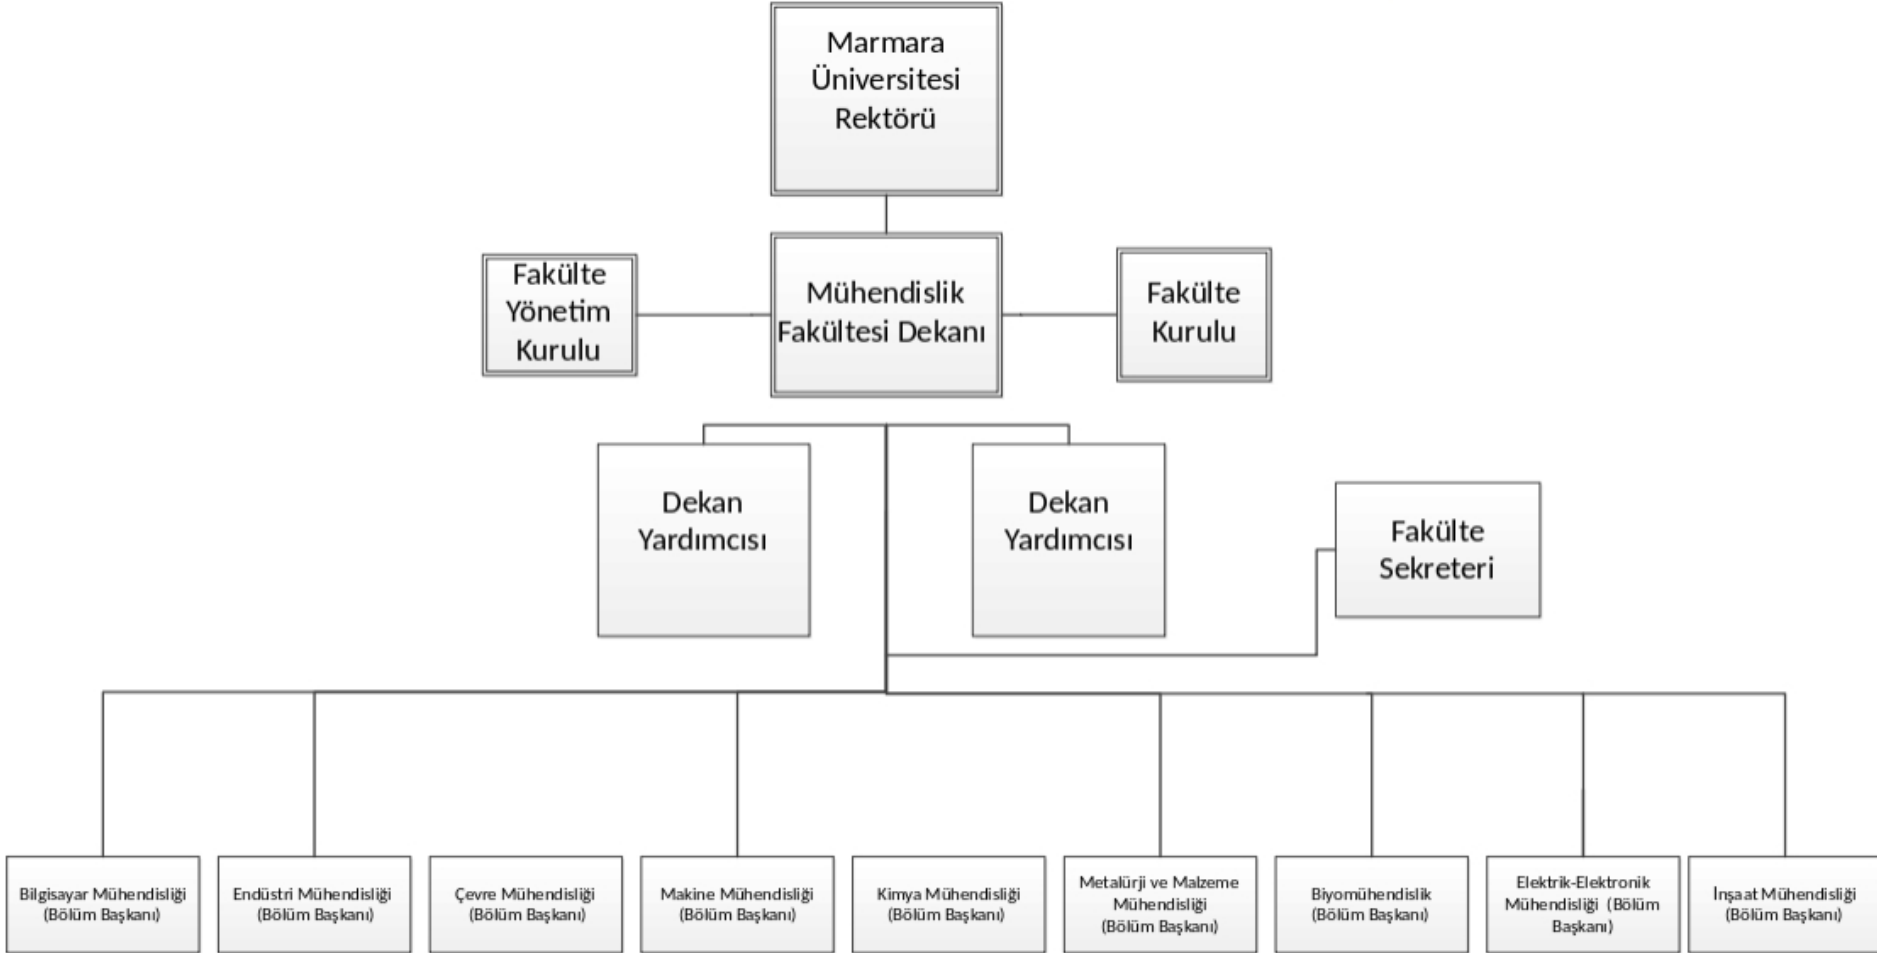 Marmara
Üniversitesi
Rektörü
Fakülte
Yönetim
Kurulu
Mühendislik
Fakültesi Dekanı
Fakülte
Kurulu
Dekan
Yardımcısı
Dekan
Yardımcısı
Fakülte
Sekreteri
Bilgisayar Mühendisliği
(Bölüm Başkanı)
Endüstri Mühendisliği
(Bölüm Başkanı)
Çevre Mühendisliği
(Bölüm Başkanı)
Makine Mühendisliği
(Bölüm Başkanı)
Kimya Mühendisliği
(Bölüm Başkanı)
Metalürji ve Malzeme
Mühendisliği
(Bölüm Başkanı)
Biyomühendislik
(Bölüm Başkanı)
Elektrik-Elektronik
Mühendisliği (Bölüm
Başkanı)
İnşaat Mühendisliği
(Bölüm Başkanı)